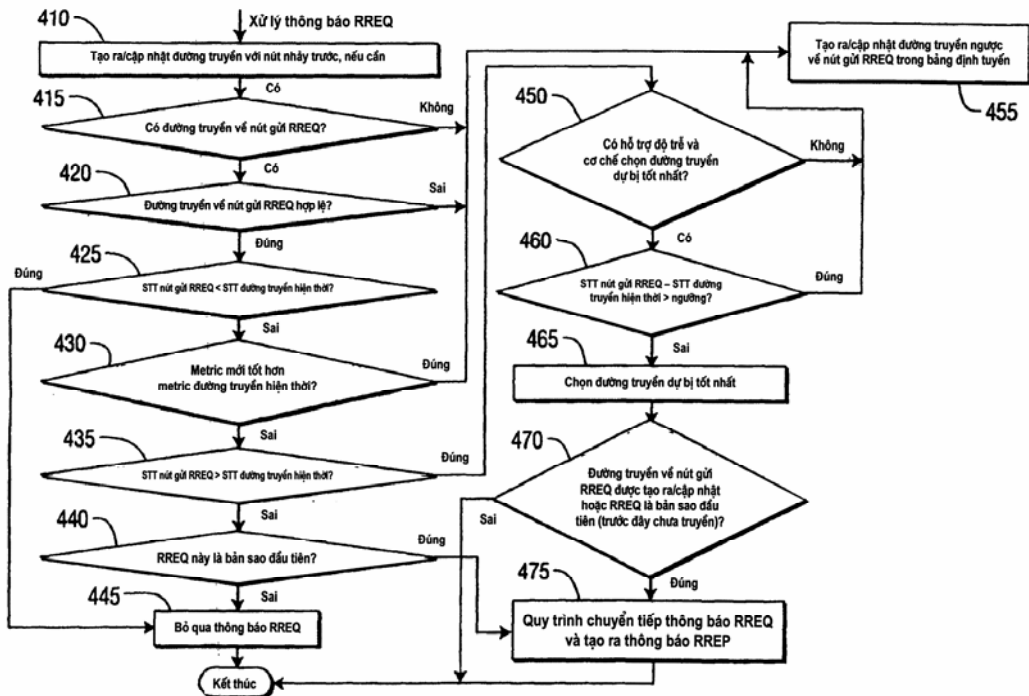 Xử lý thông báo RREQ
410
Tạo ra/cập nhật đường truyền với nút nhảy trước, nếu cần
Có
415
Có đường truyền về nút gửi RREQ?
Không
Có
420
Đường truyền về nút gửi RREQ hợp lệ?
Sai
Đúng
425
Đúng
STT nút gửi RREQ < STT đường truyền hiện thời?
Sai
430
Metric mới tốt hơn
metric đường truyền hiện thời?
Đúng
Sai
435
STT nút gửi RREQ > STT đường truyền hiện thời?
Đúng
Sai
440
RREQ này là bản sao đầu tiên?
Đúng
Sai
445
Bỏ qua thông báo RREQ
Kết thúc
450
Có hỗ trợ độ trễ và
cơ chế chọn đường truyền
dự bị tốt nhất?
Không
Có
Tạo ra/cập nhật đường truyền ngược
về nút gửi RREQ trong bảng định tuyến
455
460
STT nút gửi RREQ – STT đường
truyền hiện thời > ngưỡng?
Đúng
Sai
465
Chọn đường truyền dự bị tốt nhất
470
Đường truyền về nút gửi
RREQ được tạo ra/cập nhật
hoặc RREQ là bản sao đầu
tiên (trước đây chưa truyền)?
Sai
Đúng
475
Quy trình chuyển tiếp thông báo RREQ
và tạo ra thông báo RREP